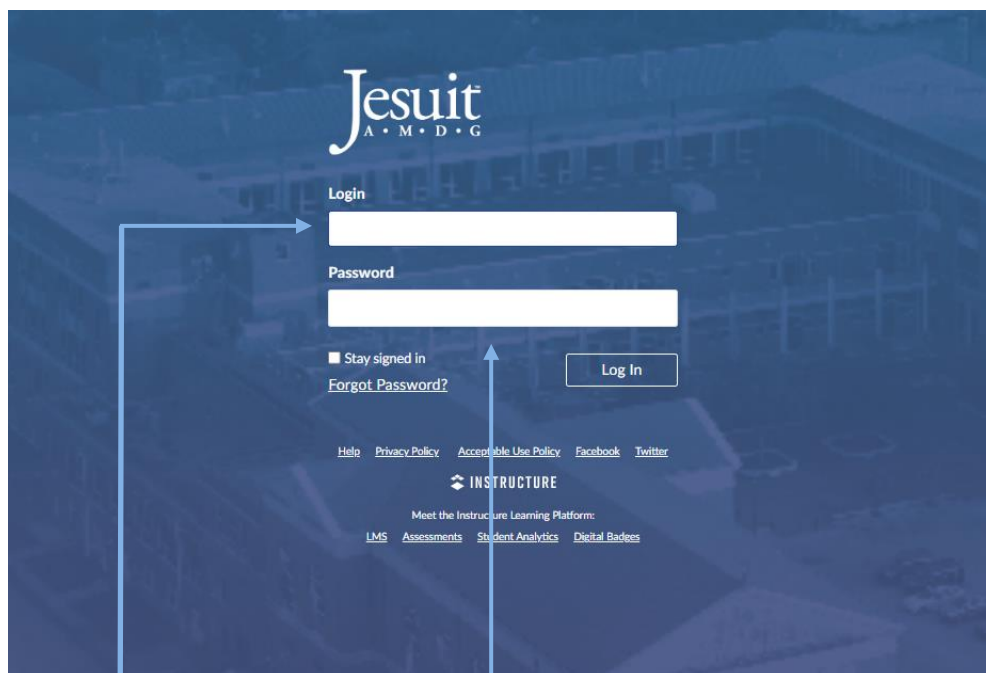 Jesuit™
A • M • D • G
Login
Password
Stay signed in
Log In
Forgot Password?
Help Privacy Policy Acceptable Use Policy Facebook Twitter
INSTRUCTURE
Meet the Instructure Learning Platform:
LMS Assessments Student Analytics Digital Badges